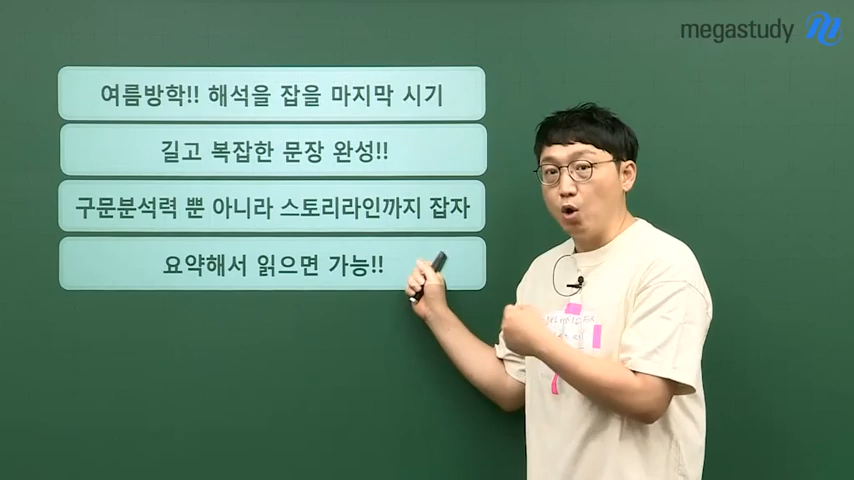 megastudy
여름방학!! 해석을 잡을 마지막 시기
길고 복잡한 문장 완성!!
구문분석력 뿐 아니라 스토리라인까지 잡자
요약해서 읽으면 가능!!